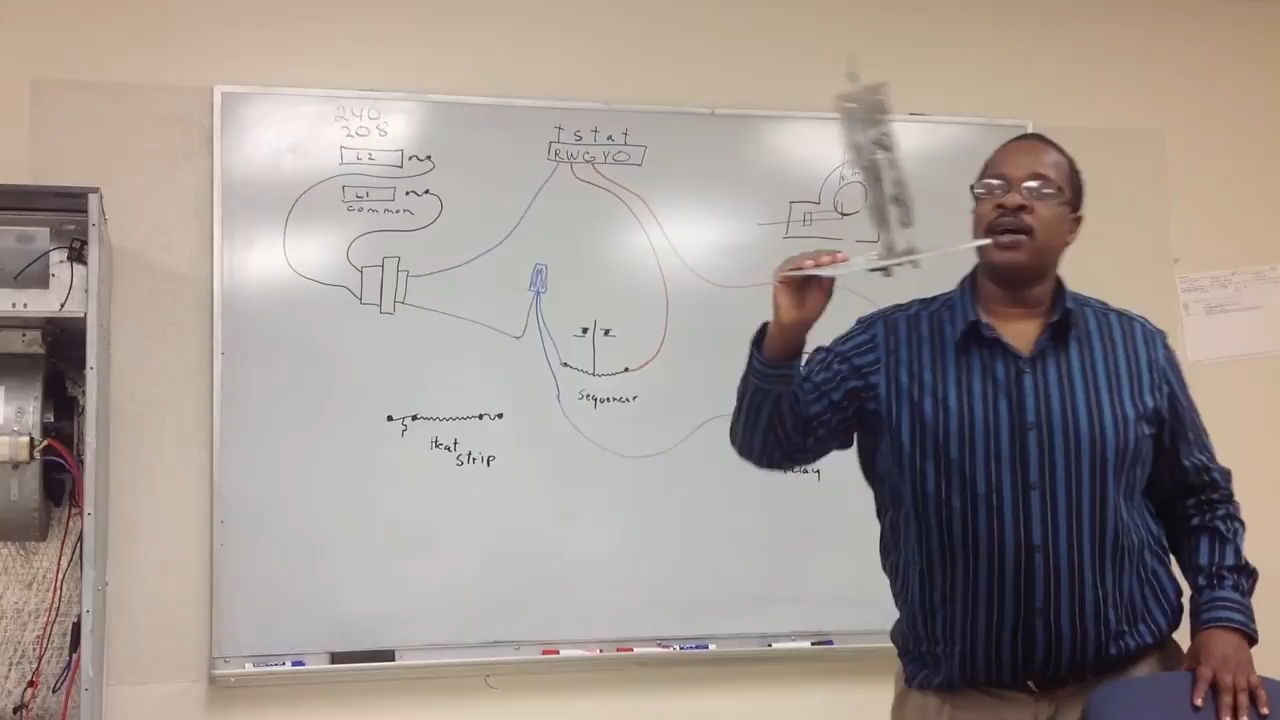 240
208
L2
L1
common
tstat
RWGYO
sequencer
Heat
strip